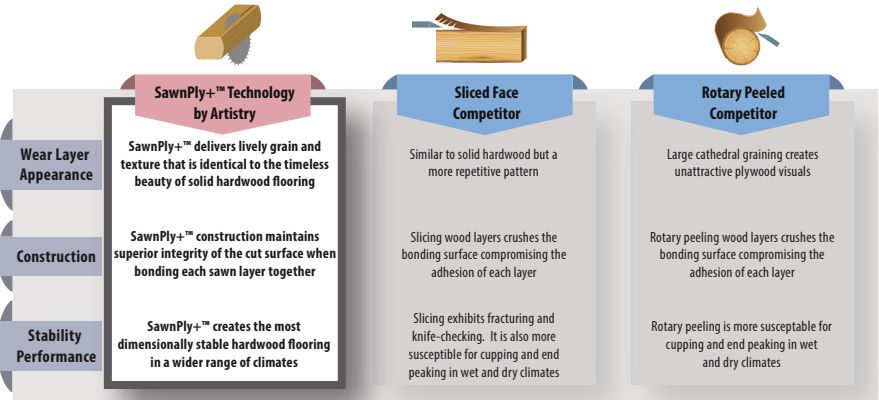 SawnPly+™ Technology
by Artistry
Sliced Face
Competitor
Rotary Peeled
Competitor
Wear Layer
Appearance
SawnPly+™ delivers lively grain and
texture that is identical to the timeless
beauty of solid hardwood flooring
Similar to solid hardwood but a
more repetitive pattern
Large cathedral graining creates
unattractive plywood visuals
Construction
SawnPly+™ construction maintains
superior integrity of the cut surface when
bonding each sawn layer together
Slicing wood layers crushes the
bonding surface compromising the
adhesion of each layer
Rotary peeling wood layers crushes the
bonding surface compromising the
adhesion of each layer
Stability
Performance
SawnPly+™ creates the most
dimensionally stable hardwood flooring
in a wider range of climates
Slicing exhibits fracturing and
knife-checking. It is also more
susceptible for cupping and end
peaking in wet and dry climates
Rotary peeling is more susceptable for
cupping and end peaking in wet
and dry climates